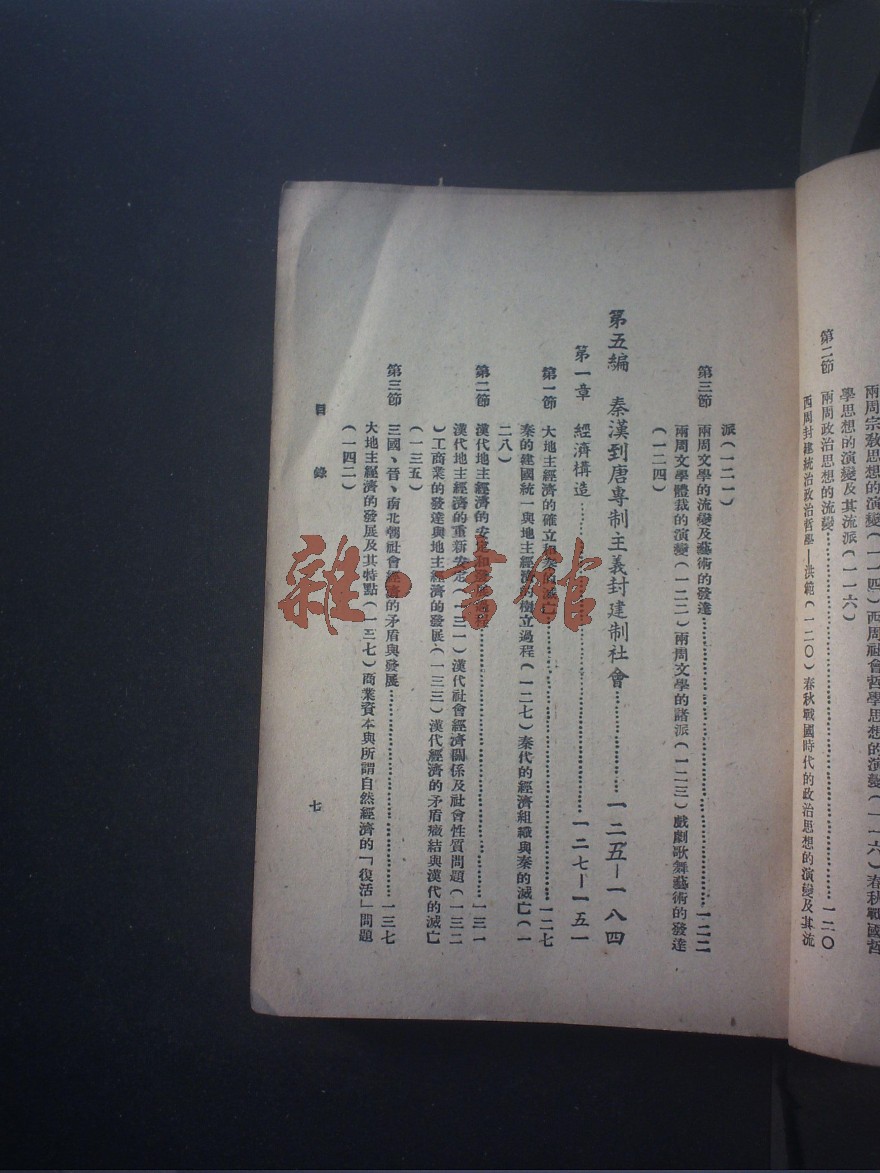 兩周宗教思想的演變(一一四)西周社會哲學思想的演變(一一六)春秋戰國哲
學思想的演變及其流派(一一六)
第二節 兩周政治思想的流變……一二〇
西周封建統治政治哲學—洪範(一二〇)春秋戰國時代的政治思想的演變及其流
派(一二一)
第三節 兩周文學的流變及藝術的發達……一二二
兩周文學體裁的演變(一二二)兩周文學的諸派(一二三)戲劇歌舞藝術的發達
(一二四)
第五編 秦漢到唐專制主義封建制社會……一二五—一八四
第一章 經濟構造……一二七—一五一
第一節 大地主經濟的確立和秦的滅亡……一二七
秦的建國統一與地主經濟的樹立過程(一二七)秦代的經濟組織與秦的滅亡(一
二八)
第二節 漢代地主經濟的安定和發展過程……一三一
漢代地主經濟的重新安定(一三一)漢代社會經濟關係及社會性質問題(一三二
)工商業的發達與地主經濟的發展(一三三)漢代經濟的矛盾癥結與漢代的滅亡
(一三五)
第三節 三國、晉、南北朝社會經濟的矛盾與發展……一三七
大地主經濟的發展及其特點(一三七)商業資本與所謂自然經濟的「復活」問題
(一四二)
目錄 七
雜·書館